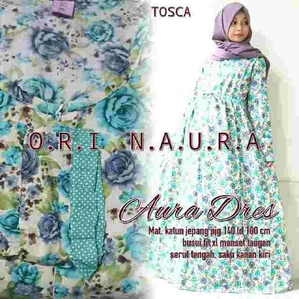 TOSCA
O.R.I N.A.U.R.A
Aura Dres
Mat. katun jepang pjg 140 ld 100 cm
busui fit xl manset tangan
serut tengah, saku kanan kiri